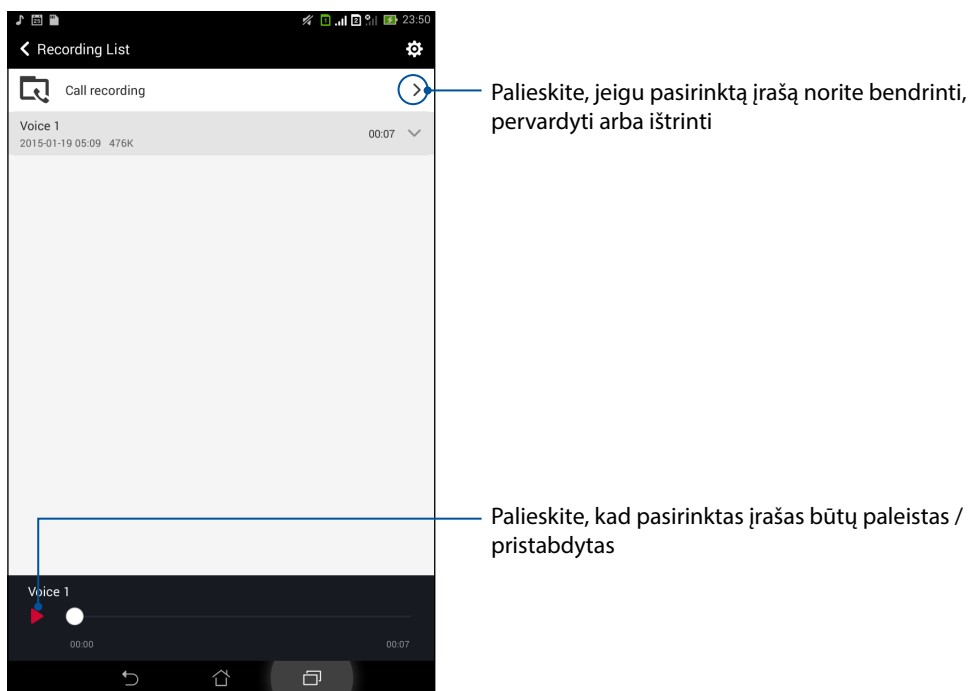 23:50
Recording List
Call recording
Palieskite, jeigu pasirinktą įrašą norite bendrinti,
pervardyti arba ištrinti
Voice 1 00:07
2015-01-19 05:09 476K
Palieskite, kad pasirinktas įrašas būtų paleistas /
pristabdytas
Voice 1
00:00 00:07